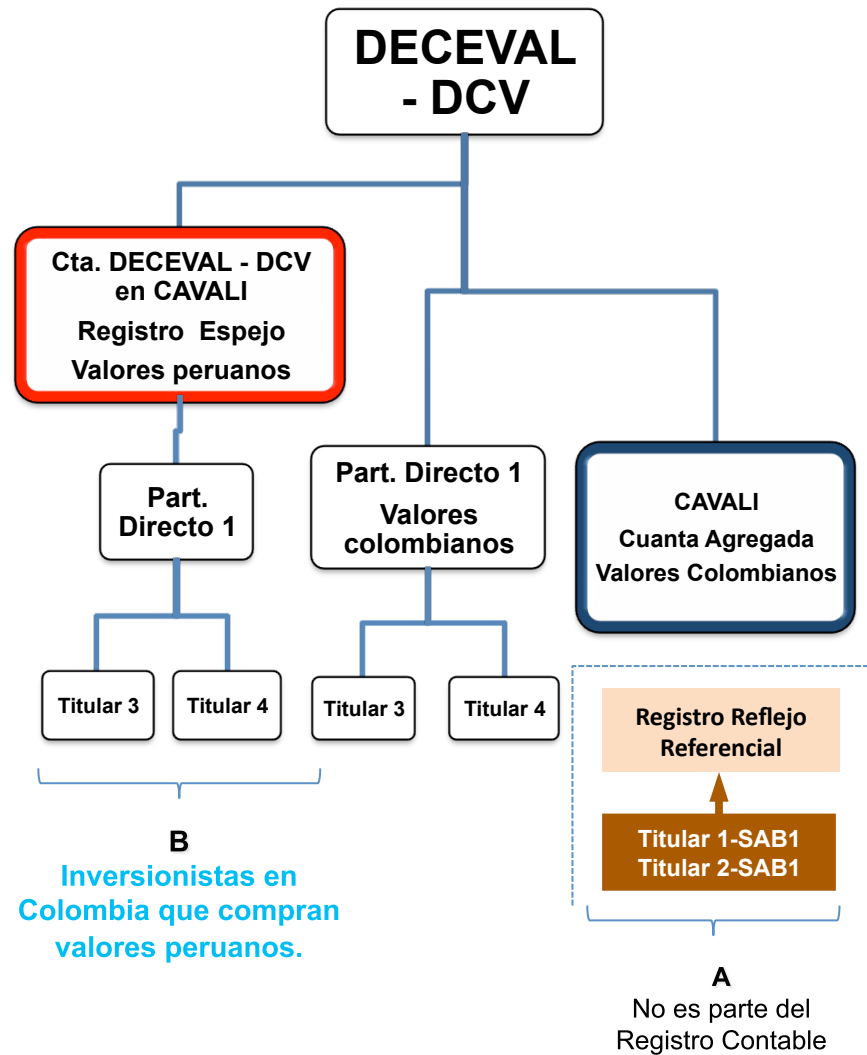 DECEVAL
- DCV
Cta. DECEVAL - DCV
en CAVALI
Registro Espejo
Valores peruanos
Part.
Directo 1
Part. Directo 1
Valores
colombianos
CAVALI
Cuanta Agregada
Valores Colombianos
Titular 3
Titular 4
Titular 3
Titular 4
Registro Reflejo
Referencial
Titular 1-SAB1
Titular 2-SAB1
B
Inversionistas en
Colombia que compran
valores peruanos.
A
No es parte del
Registro Contable